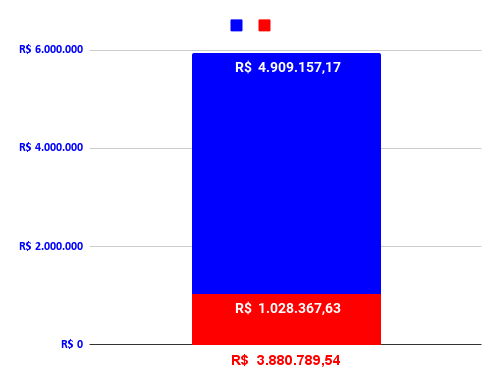 R$ 6.000.000
R$ 4.909.157,17
R$ 4.000.000
R$ 2.000.000
R$ 1.028.367,63
R$ 0
R$ 3.880.789,54